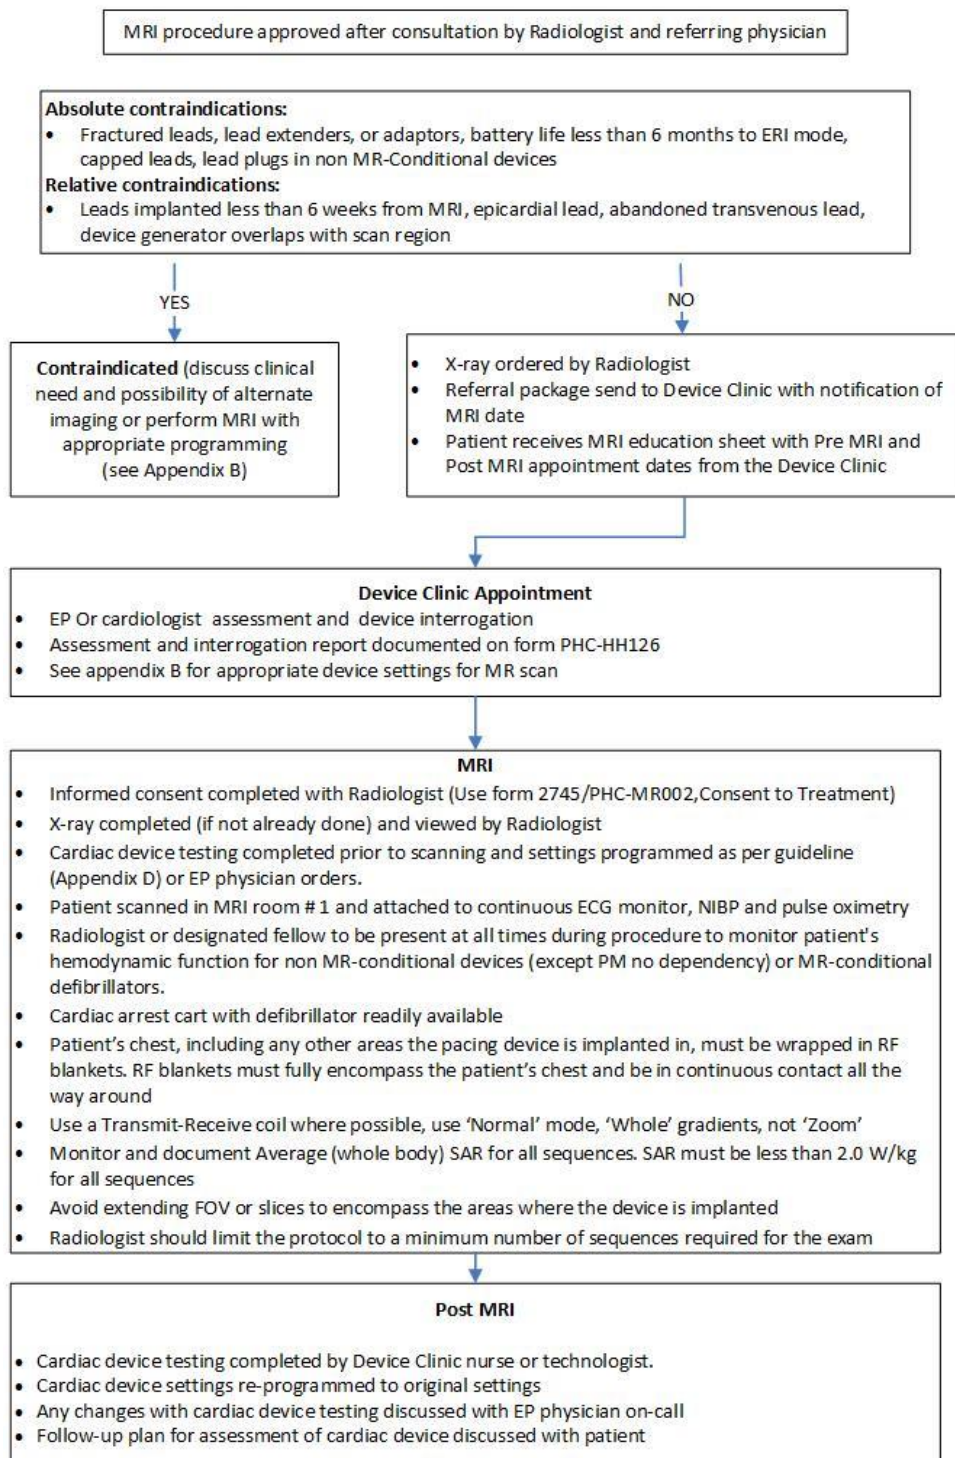 MRI procedure approved after consultation by Radiologist and referring physician
Absolute contraindications:
• Fractured leads, lead extenders, or adaptors, battery life less than 6 months to ERI mode,
capped leads, lead plugs in non MR-Conditional devices
Relative contraindications:
• Leads implanted less than 6 weeks from MRI, epicardial lead, abandoned transvenous lead,
device generator overlaps with scan region
YES
NO
Contraindicated (discuss clinical
need and possibility of alternate
imaging or perform MRI with
appropriate programming
(see Appendix B)
• X-ray ordered by Radiologist
• Referral package send to Device Clinic with notification of
MRI date
• Patient receives MRI education sheet with Pre MRI and
Post MRI appointment dates from the Device Clinic
Device Clinic Appointment
• EP Or cardiologist assessment and device interrogation
• Assessment and interrogation report documented on form PHC-HH126
• See appendix B for appropriate device settings for MR scan
MRI
• Informed consent completed with Radiologist (Use form 2745/PHC-MR002,Consent to Treatment)
• X-ray completed (if not already done) and viewed by Radiologist
• Cardiac device testing completed prior to scanning and settings programmed as per guideline
(Appendix D) or EP physician orders.
• Patient scanned in MRI room # 1 and attached to continuous ECG monitor, NIBP and pulse oximetry
• Radiologist or designated fellow to be present at all times during procedure to monitor patient's
hemodynamic function for non MR-conditional devices (except PM no dependency) or MR-conditional
defibrillators.
• Cardiac arrest cart with defibrillator readily available
• Patient’s chest, including any other areas the pacing device is implanted in, must be wrapped in RF
blankets. RF blankets must fully encompass the patient’s chest and be in continuous contact all the
way around
• Use a Transmit-Receive coil where possible, use ‘Normal’ mode, ‘Whole’ gradients, not ‘Zoom’
• Monitor and document Average (whole body) SAR for all sequences. SAR must be less than 2.0 W/kg
for all sequences
• Avoid extending FOV or slices to encompass the areas where the device is implanted
• Radiologist should limit the protocol to a minimum number of sequences required for the exam
Post MRI
• Cardiac device testing completed by Device Clinic nurse or technologist.
• Cardiac device settings re-programmed to original settings
• Any changes with cardiac device testing discussed with EP physician on-call
• Follow-up plan for assessment of cardiac device discussed with patient